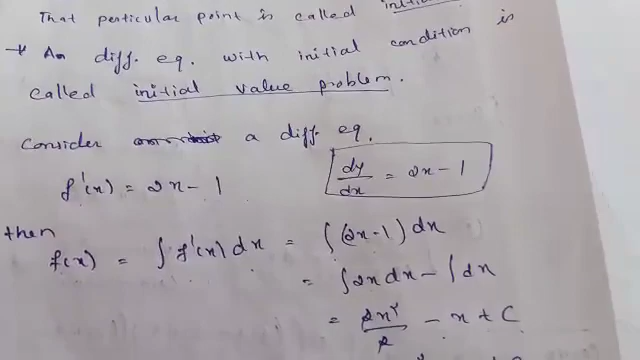 That particular point is called initial
→ A diff. eq. with initial condition is
called initial value problem.
Consider a diff eq.
f'(x) = 2x - 1
dy/dx = 2x - 1
then
f(x) = ∫ f'(x) dx = ∫ (2x-1) dx
= ∫ 2x dx - ∫ dx
= 2x²/2 - x + C